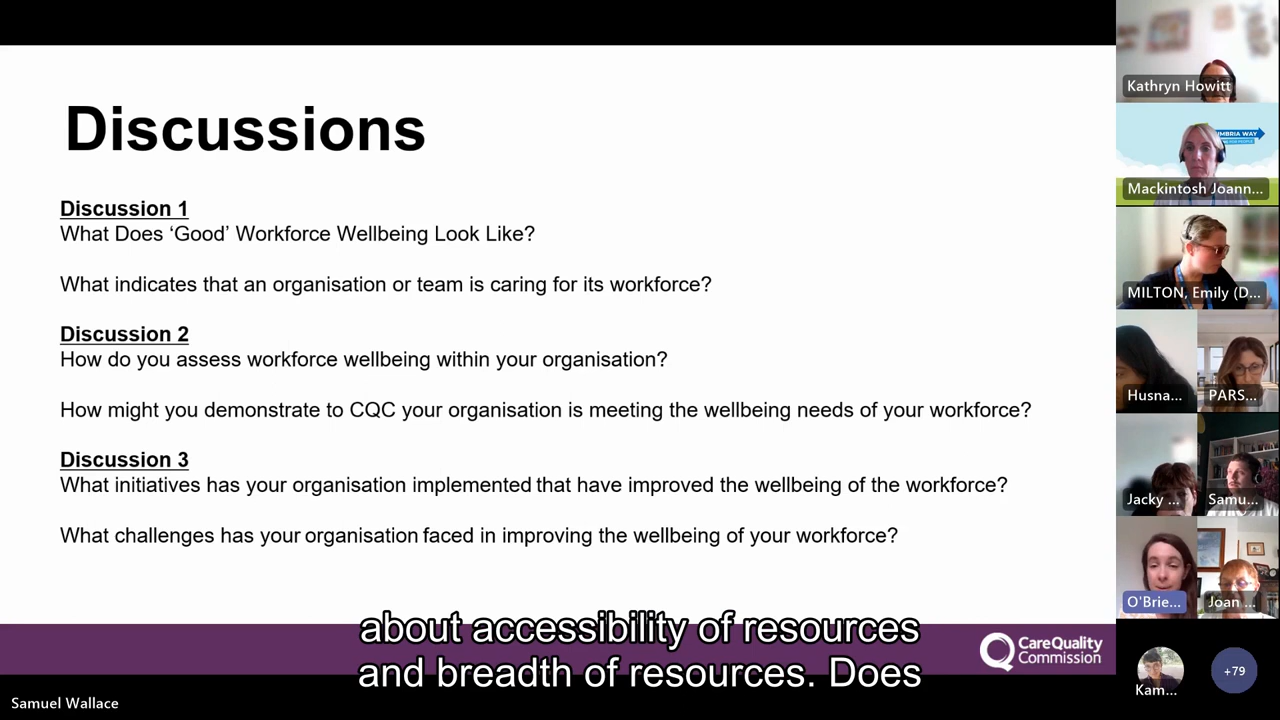 Discussions
Discussion 1
What Does ‘Good’ Workforce Wellbeing Look Like?
What indicates that an organisation or team is caring for its workforce?
Discussion 2
How do you assess workforce wellbeing within your organisation?
How might you demonstrate to CQC your organisation is meeting the wellbeing needs of your workforce?
Discussion 3
What initiatives has your organisation implemented that have improved the wellbeing of the workforce?
What challenges has your organisation faced in improving the wellbeing of your workforce?
about accessibility of resources
and breadth of resources. Does
CareQuality
Commission
Samuel Wallace
Kathryn Howitt
MBRIA WAY
Mackintosh Joann...
MILTON, Emily (D...
Husna...
PARS...
Jacky ...
Samu...
O'Brie...
Joan ...
Kam...
+79